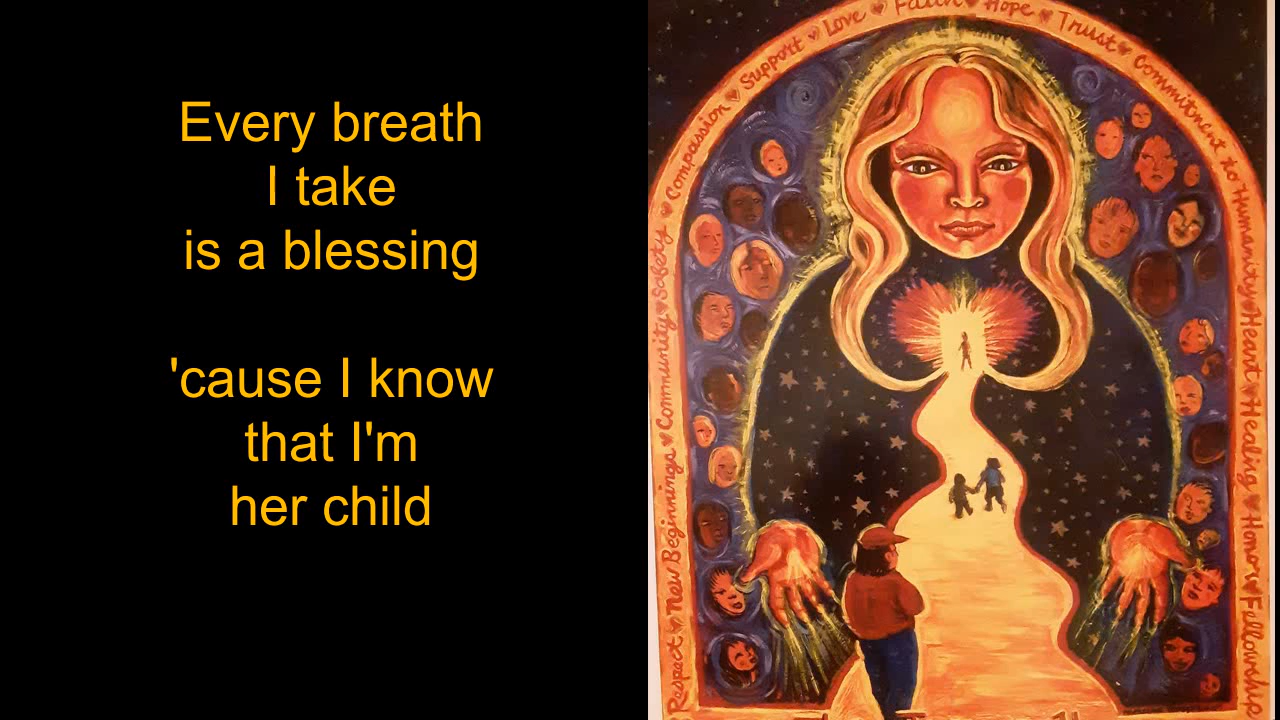 Every breath
I take
is a blessing
'cause I know
that I'm
her child
Respect ♥ New Beginnings ♥ Community ♥ Safety ♥ Compassion ♥ Support ♥ Love ♥ Faith ♥ Hope ♥ Trust ♥ Commitment to Humanity ♥ Heart ♥ Healing ♥ Honor ♥ Fellowship